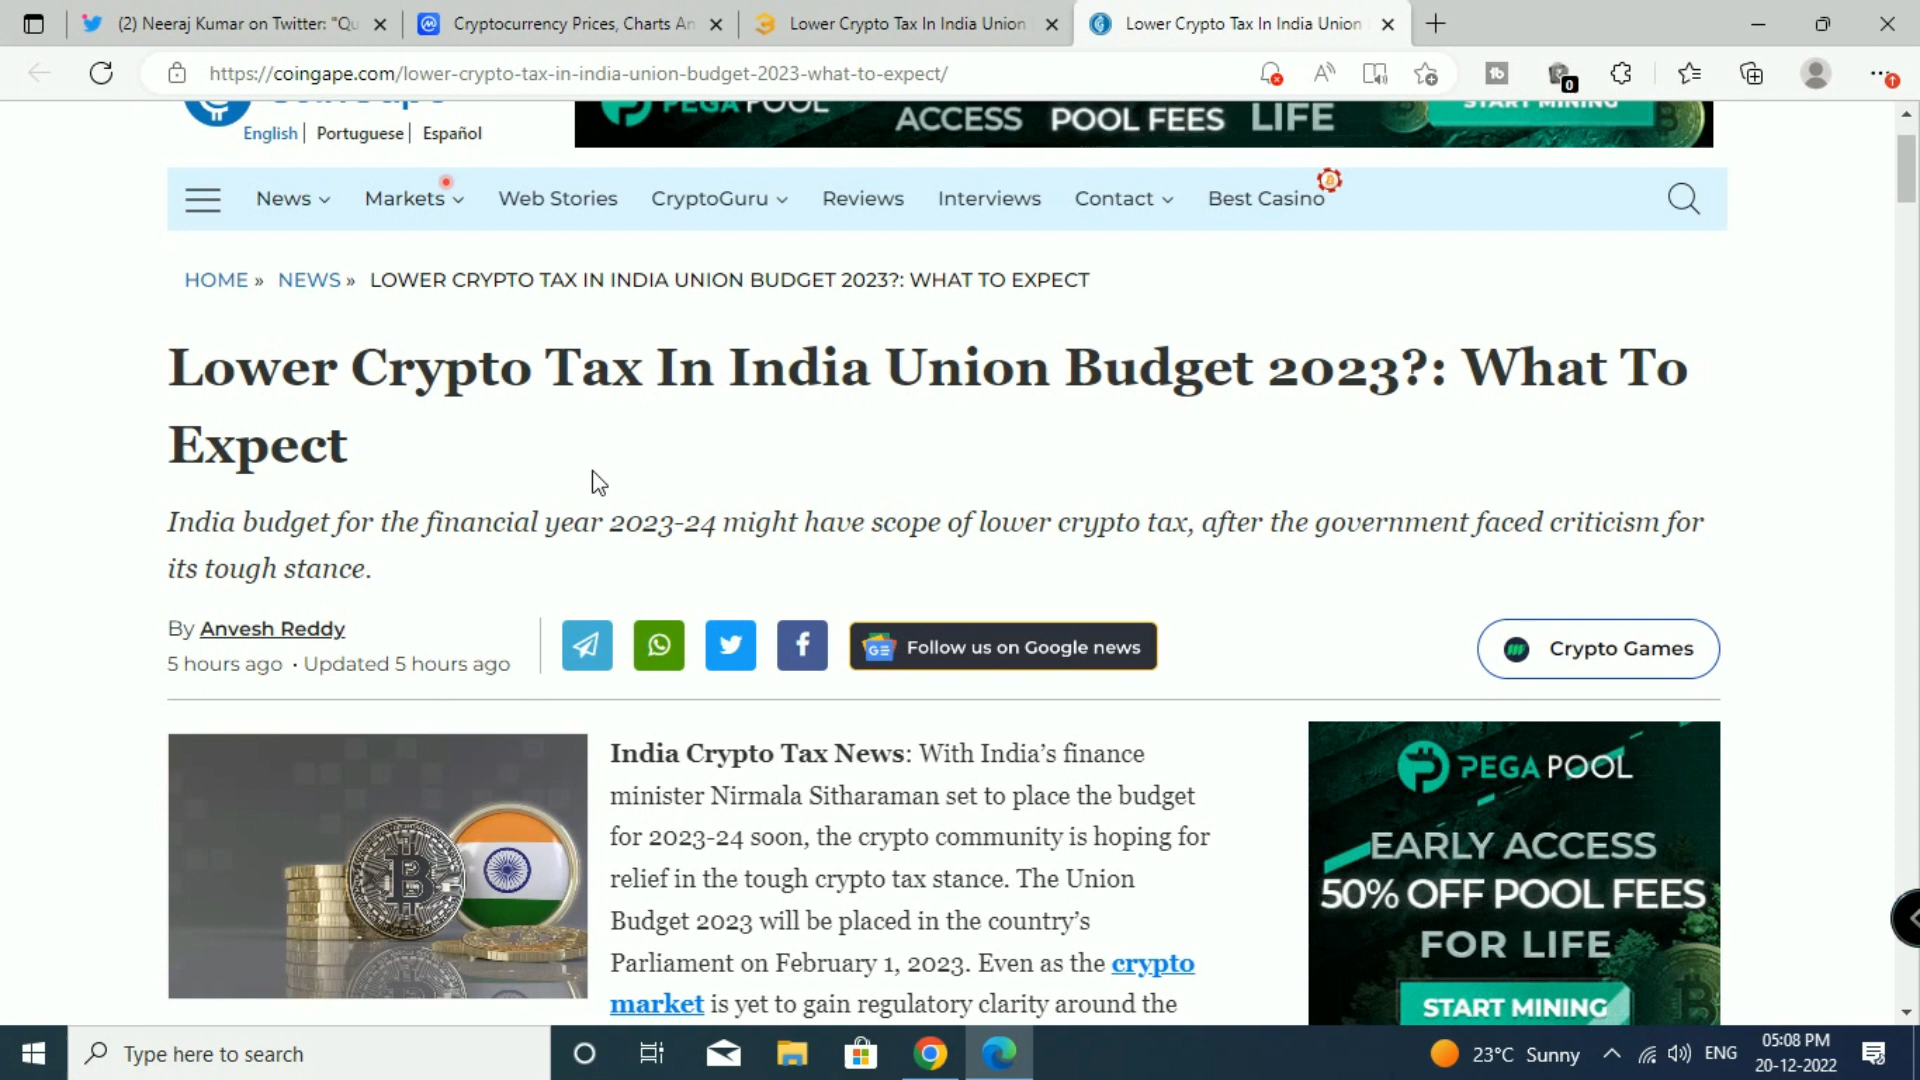 (2) Neeraj Kumar on Twitter: "Qu
Cryptocurrency Prices, Charts An
Lower Crypto Tax In India Union
Lower Crypto Tax In India Union
https://coingape.com/lower-crypto-tax-in-india-union-budget-2023-what-to-expect/
0
English | Portuguese | Español
PEGA POOL
ACCESS POOL FEES LIFE
START MINING
News
Markets
Web Stories
CryptoGuru
Reviews
Interviews
Contact
Best Casino
HOME » NEWS » LOWER CRYPTO TAX IN INDIA UNION BUDGET 2023?: WHAT TO EXPECT
Lower Crypto Tax In India Union Budget 2023?: What To
Expect
India budget for the financial year 2023-24 might have scope of lower crypto tax, after the government faced criticism for
its tough stance.
By Anvesh Reddy
5 hours ago • Updated 5 hours ago
Follow us on Google news
Crypto Games
India Crypto Tax News: With India's finance
minister Nirmala Sitharaman set to place the budget
for 2023-24 soon, the crypto community is hoping for
relief in the tough crypto tax stance. The Union
Budget 2023 will be placed in the country's
Parliament on February 1, 2023. Even as the crypto
market is yet to gain regulatory clarity around the
PEGA POOL
EARLY ACCESS
50% OFF POOL FEES
FOR LIFE
START MINING
Type here to search
23°C Sunny
ENG
05:08 PM
20-12-2022